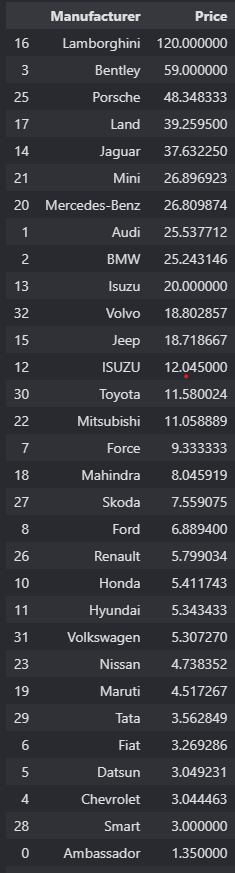 Manufacturer Price
16 Lamborghini 120.000000
3 Bentley 59.000000
25 Porsche 48.348333
17 Land 39.259500
14 Jaguar 37.632250
21 Mini 26.896923
20 Mercedes-Benz 26.809874
1 Audi 25.537712
2 BMW 25.243146
13 Isuzu 20.000000
32 Volvo 18.802857
15 Jeep 18.718667
12 ISUZU 12.045000
30 Toyota 11.580024
22 Mitsubishi 11.058889
7 Force 9.333333
18 Mahindra 8.045919
27 Skoda 7.559075
8 Ford 6.889400
26 Renault 5.799034
10 Honda 5.411743
11 Hyundai 5.343433
31 Volkswagen 5.307270
23 Nissan 4.738352
19 Maruti 4.517267
29 Tata 3.562849
6 Fiat 3.269286
5 Datsun 3.049231
4 Chevrolet 3.044463
28 Smart 3.000000
0 Ambassador 1.350000